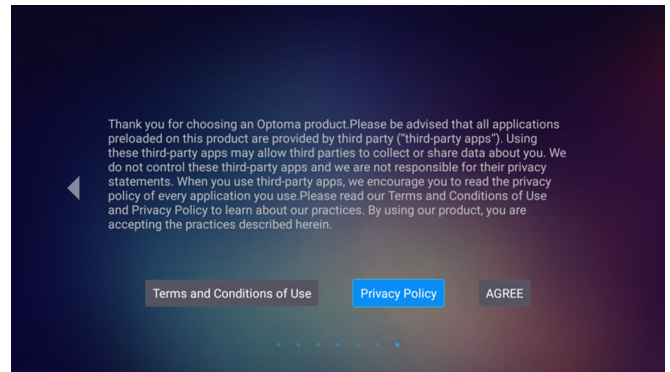 Thank you for choosing an Optoma product.Please be advised that all applications
preloaded on this product are provided by third party ("third-party apps"). Using
these third-party apps may allow third parties to collect or share data about you. We
do not control these third-party apps and we are not responsible for their privacy
statements. When you use third-party apps, we encourage you to read the privacy
policy of every application you use.Please read our Terms and Conditions of Use
and Privacy Policy to learn about our practices. By using our product, you are
accepting the practices described herein.
Terms and Conditions of Use
Privacy Policy
AGREE